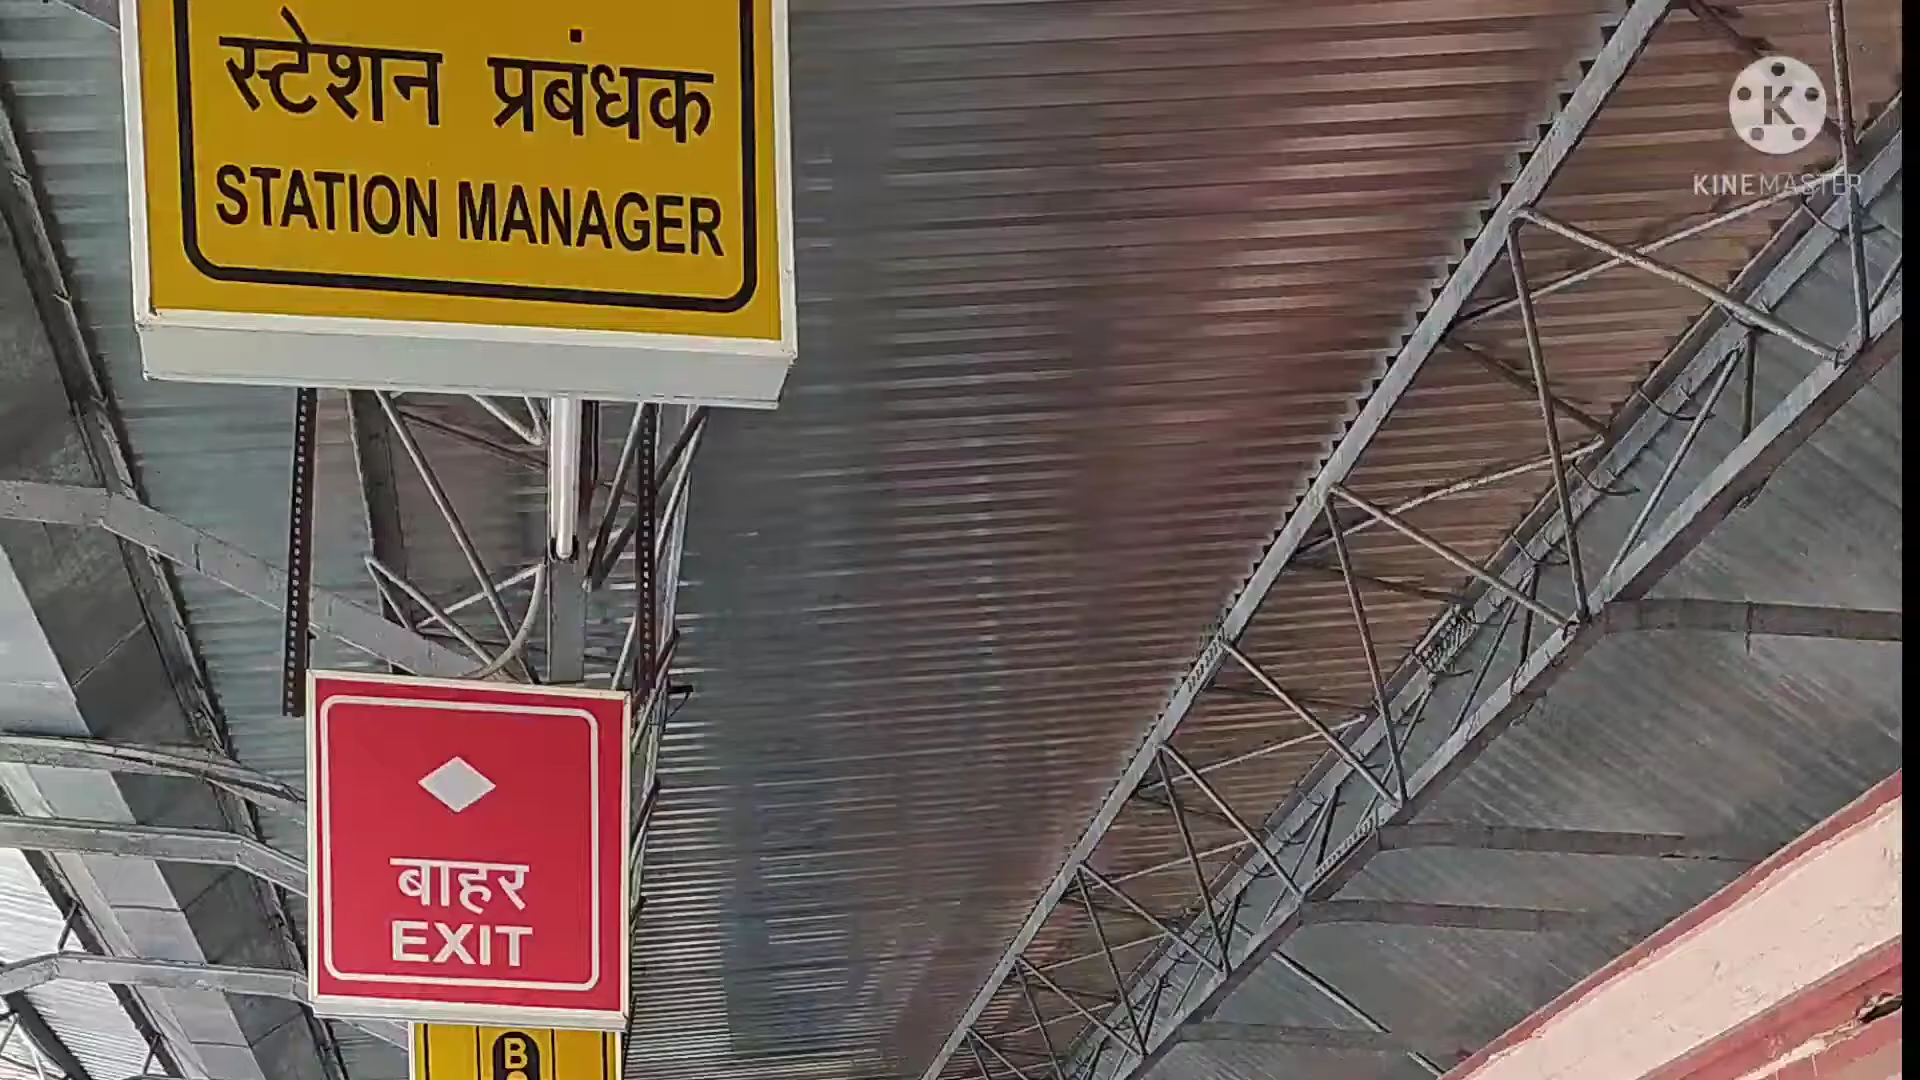 स्टेशन प्रबंधक
STATION MANAGER
K
KINEMASTER
बाहर
EXIT
B